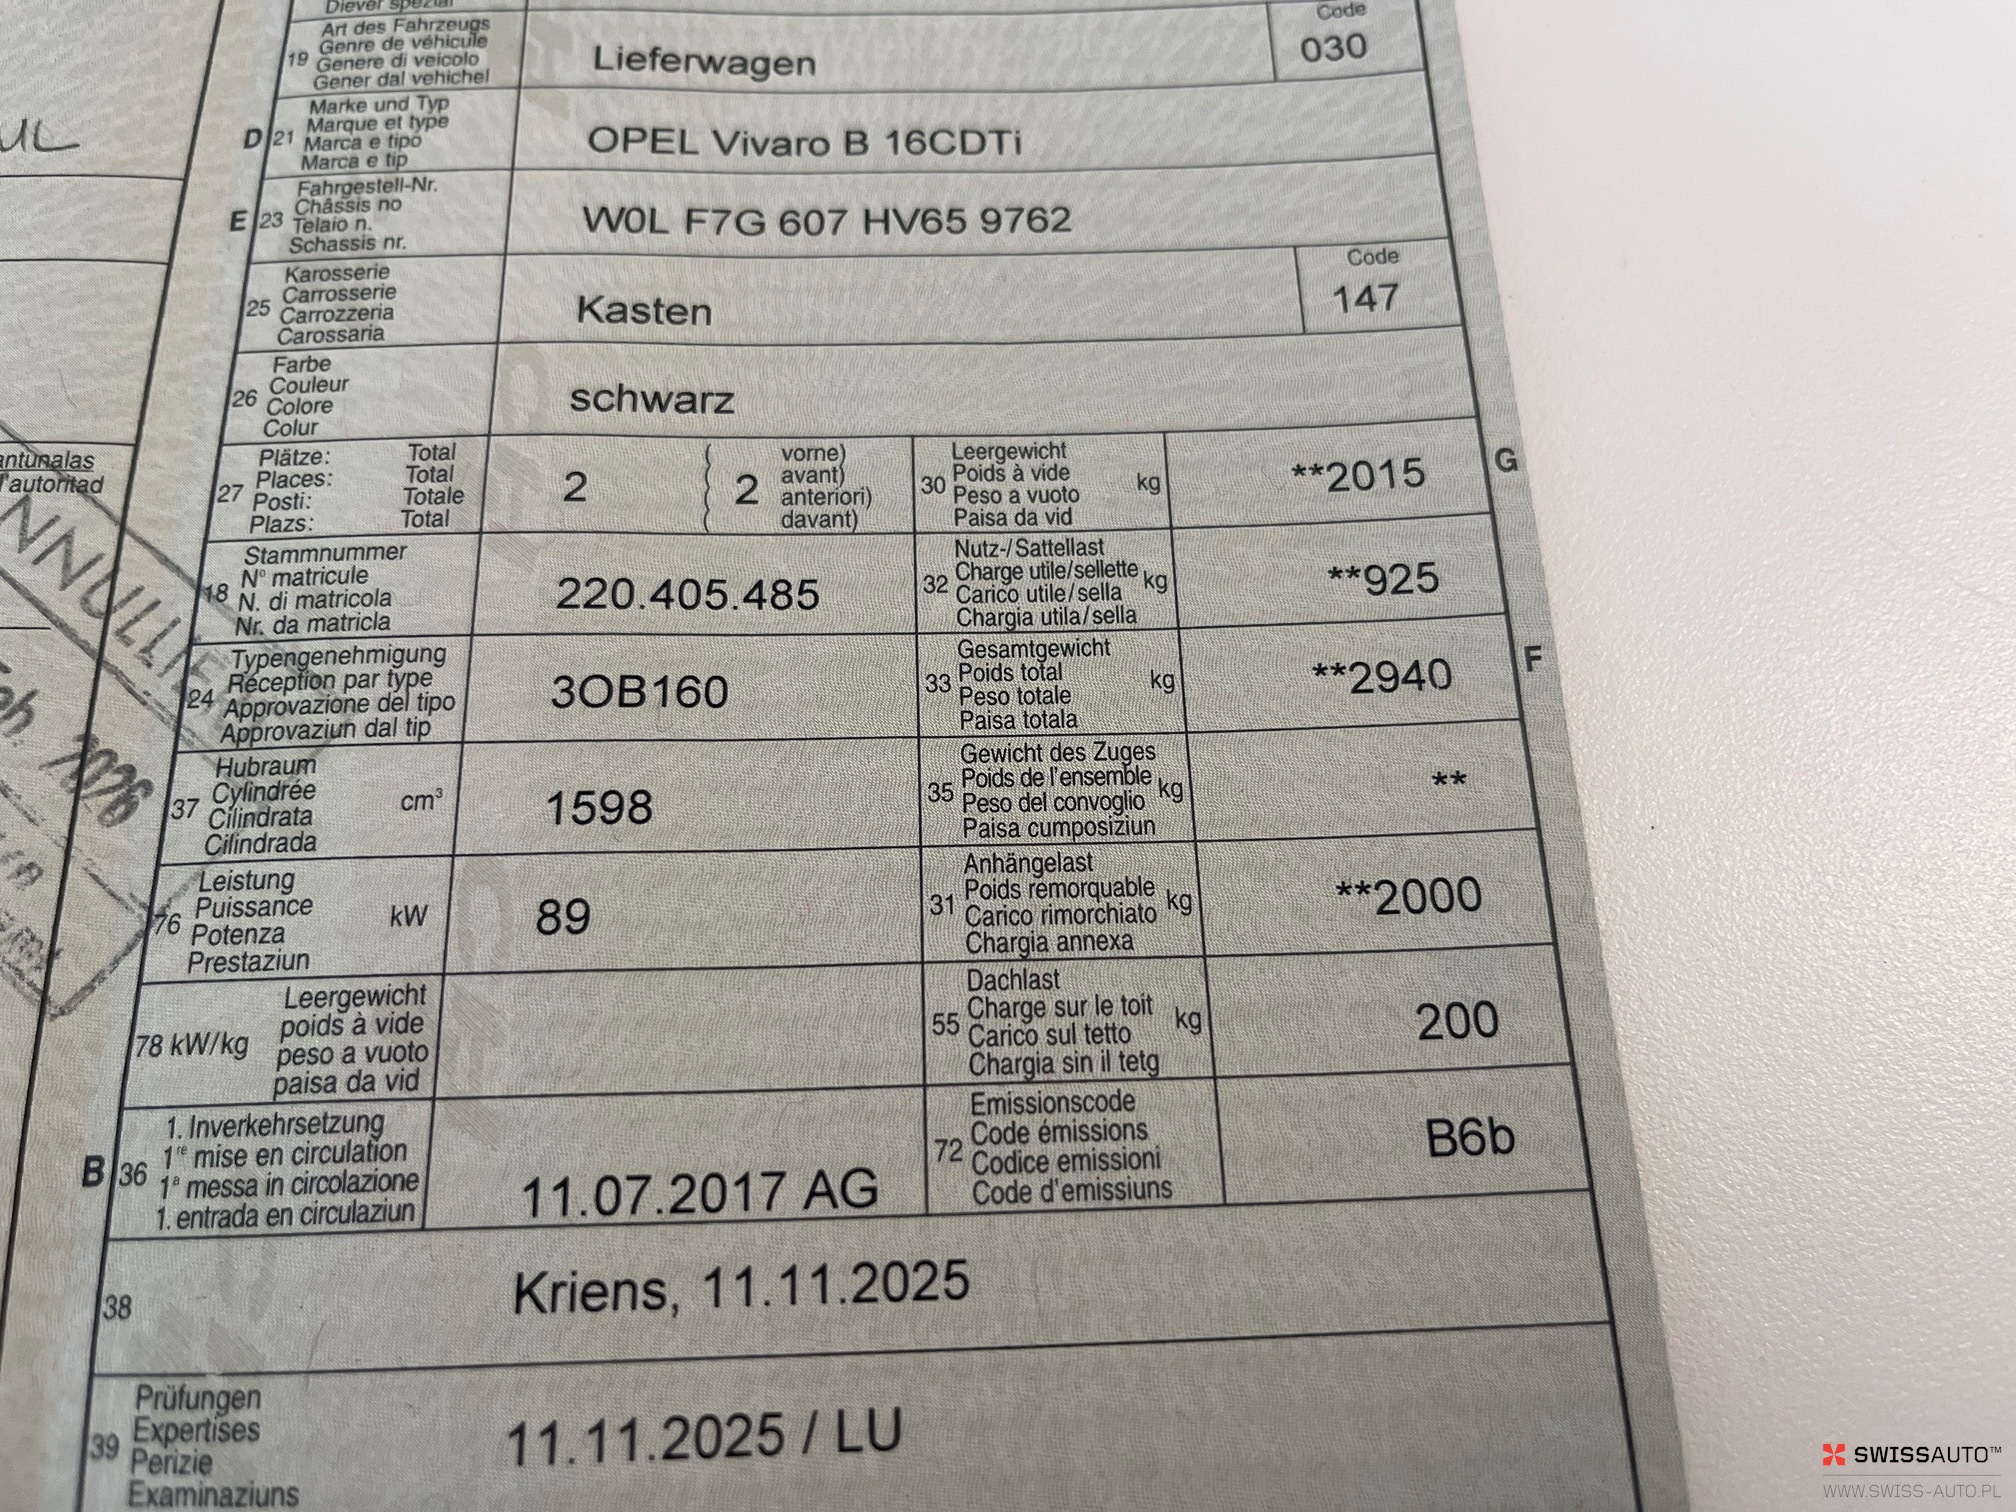 Diever spezial
19 Art des Fahrzeugs
Genre de véhicule
Genere di veicolo
Gener dal vehichel
Lieferwagen
Code
030
UL
D 21 Marke und Typ
Marque et type
Marca e tipo
Marca e tip
OPEL Vivaro B 16CDTi
E 23 Fahrgestell-Nr.
Châssis no
Telaio n.
Schassis nr.
W0L F7G 607 HV65 9762
25 Karosserie
Carrosserie
Carrozzeria
Carossaria
Kasten
Code
147
26 Farbe
Couleur
Colore
Colur
schwarz
antunalas
l'autoritad
27 Plätze: Total
Places: Total
Posti: Totale
Plazs: Total
2
2
vorne)
avant)
anteriori)
davant)
30 Leergewicht
Poids à vide
Peso a vuoto
Paisa da vid
kg
**2015
G
NNULLIE
18 Stammnummer
N° matricule
N. di matricola
Nr. da matricla
220.405.485
32 Nutz-/Sattellast
Charge utile/sellette
Carico utile/sella
Chargia utila/sella
kg
**925
24 Typengenehmigung
Réception par type
Approvazione del tipo
Approvaziun dal tip
3OB160
33 Gesamtgewicht
Poids total
Peso totale
Paisa totala
kg
**2940
F
eb. 2026
37 Hubraum
Cylindrée
Cilindrata
Cilindrada
cm³
1598
35 Gewicht des Zuges
Poids de l'ensemble
Peso del convoglio
Paisa cumposiziun
kg
**
76 Leistung
Puissance
Potenza
Prestaziun
kW
89
31 Anhängelast
Poids remorquable
Carico rimorchiato
Chargia annexa
kg
**2000
78 kW/kg
Leergewicht
poids à vide
peso a vuoto
paisa da vid
55 Dachlast
Charge sur le toit
Carico sul tetto
Chargia sin il tetg
kg
200
B 36 1. Inverkehrsetzung
1re mise en circulation
1a messa in circolazione
1. entrada en circulaziun
11.07.2017 AG
72 Emissionscode
Code émissions
Codice emissioni
Code d'emissiuns
B6b
38
Kriens, 11.11.2025
39 Prüfungen
Expertises
Perizie
Examinaziuns
11.11.2025 / LU
SWISSAUTO™
WWW.SWISS-AUTO.PL